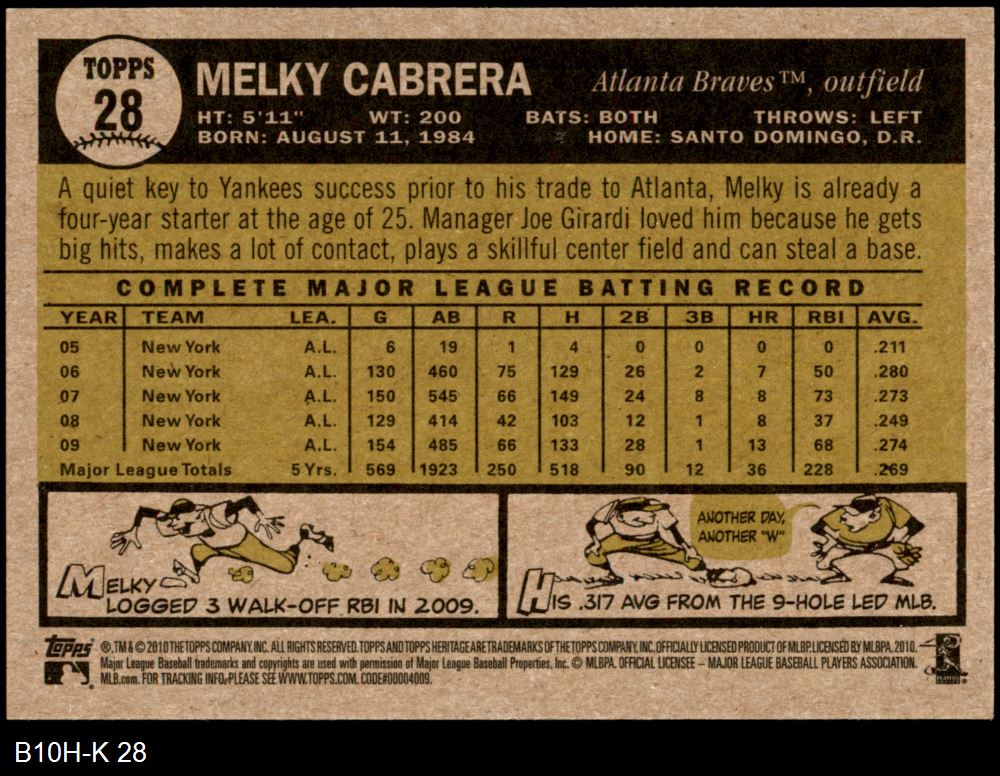 TOPPS
28
MELKY CABRERA
Atlanta Braves™, outfield
HT: 5'11" WT: 200 BATS: BOTH THROWS: LEFT
BORN: AUGUST 11, 1984 HOME: SANTO DOMINGO, D.R.
A quiet key to Yankees success prior to his trade to Atlanta, Melky is already a
four-year starter at the age of 25. Manager Joe Girardi loved him because he gets
big hits, makes a lot of contact, plays a skillful center field and can steal a base.
COMPLETE MAJOR LEAGUE BATTING RECORD
YEAR TEAM LEA. G AB R H 2B 3B HR RBI AVG.
05 New York A.L. 6 19 1 4 0 0 0 0 .211
06 New York A.L. 130 460 75 129 26 2 7 50 .280
07 New York A.L. 150 545 66 149 24 8 8 73 .273
08 New York A.L. 129 414 42 103 12 1 8 37 .249
09 New York A.L. 154 485 66 133 28 1 13 68 .274
Major League Totals 5 Yrs. 569 1923 250 518 90 12 36 228 .269
MELKY
LOGGED 3 WALK-OFF RBI IN 2009.
ANOTHER DAY,
ANOTHER "W"
HIS .317 AVG FROM THE 9-HOLE LED MLB.
Topps ®, TM & © 2010 THE TOPPS COMPANY, INC. ALL RIGHTS RESERVED. TOPPS AND TOPPS HERITAGE ARE TRADEMARKS OF THE TOPPS COMPANY, INC. OFFICIALLY LICENSED PRODUCT OF MLBP. LICENSED BY MLBPA, 2010.
Major League Baseball trademarks and copyrights are used with permission of Major League Baseball Properties, Inc. © MLBPA. OFFICIAL LICENSEE – MAJOR LEAGUE BASEBALL PLAYERS ASSOCIATION.
MLB.com. FOR TRACKING INFO, PLEASE SEE WWW.TOPPS.COM. CODE#00004009.
B10H-K 28